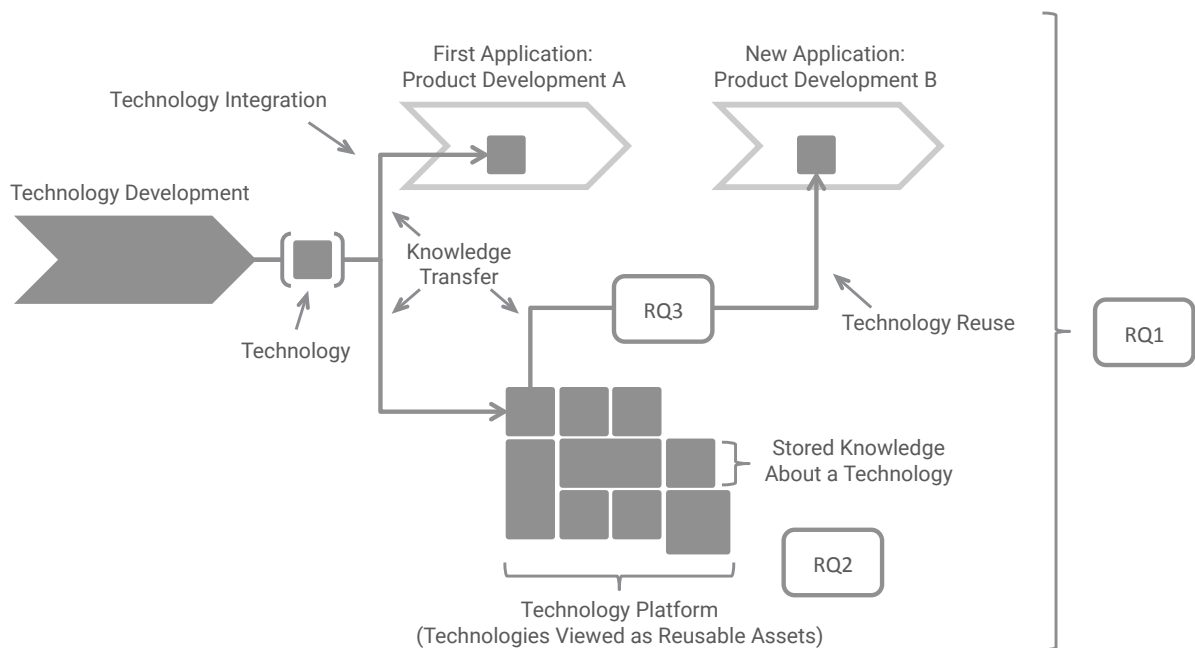 First Application:
Product Development A
New Application:
Product Development B
Technology Integration
Technology Development
Knowledge
Transfer
Technology
RQ3
Technology Reuse
RQ1
Stored Knowledge
About a Technology
RQ2
Technology Platform
(Technologies Viewed as Reusable Assets)